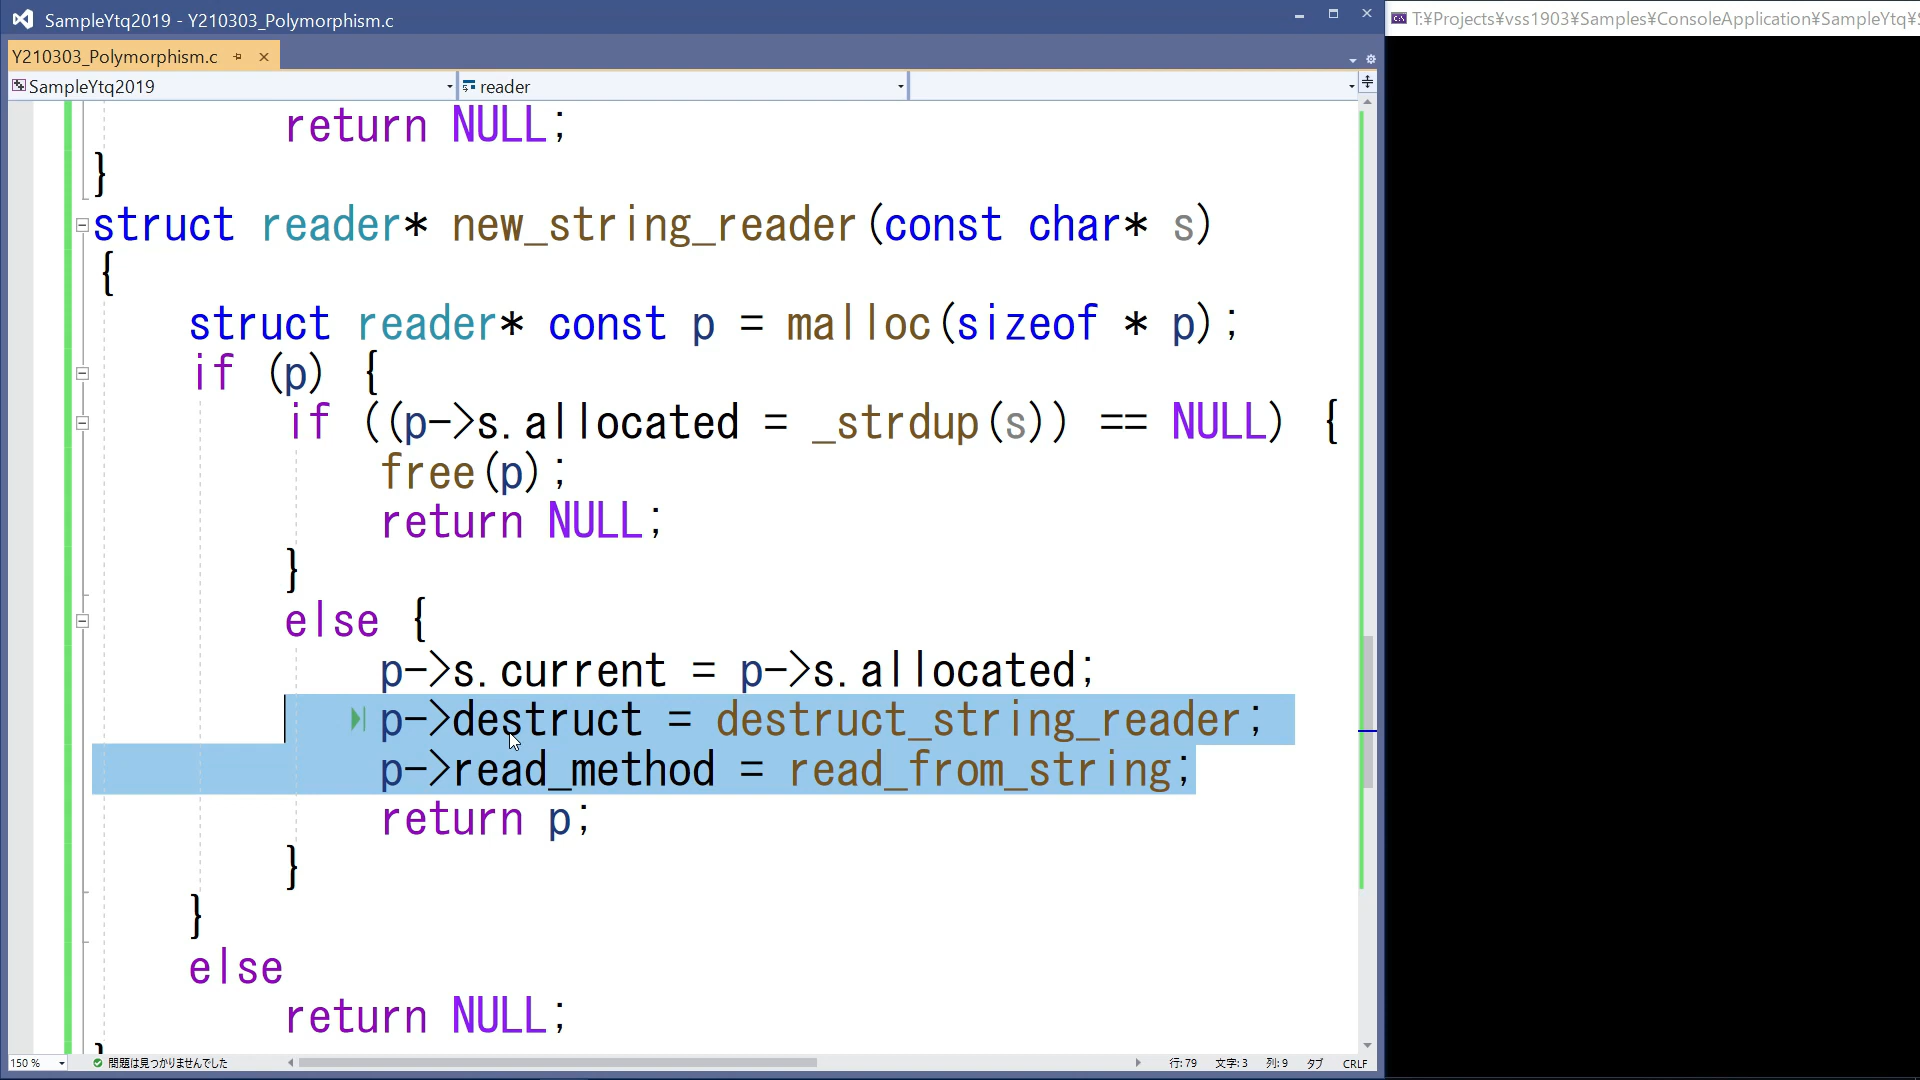 SampleYtq2019 - Y210303_Polymorphism.c
T:¥Projects¥vss1903¥Samples¥ConsoleApplication¥SampleYtq¥
Y210303_Polymorphism.c
SampleYtq2019
reader
return NULL;
}
struct reader* new_string_reader(const char* s)
{
struct reader* const p = malloc(sizeof * p);
if (p) {
if ((p->s.allocated = _strdup(s)) == NULL) {
free(p);
return NULL;
}
else {
p->s.current = p->s.allocated;
p->destruct = destruct_string_reader;
p->read_method = read_from_string;
return p;
}
}
else
return NULL;
150 %
問題は見つかりませんでした
行: 79 文字: 3 列: 9 タブ CRLF